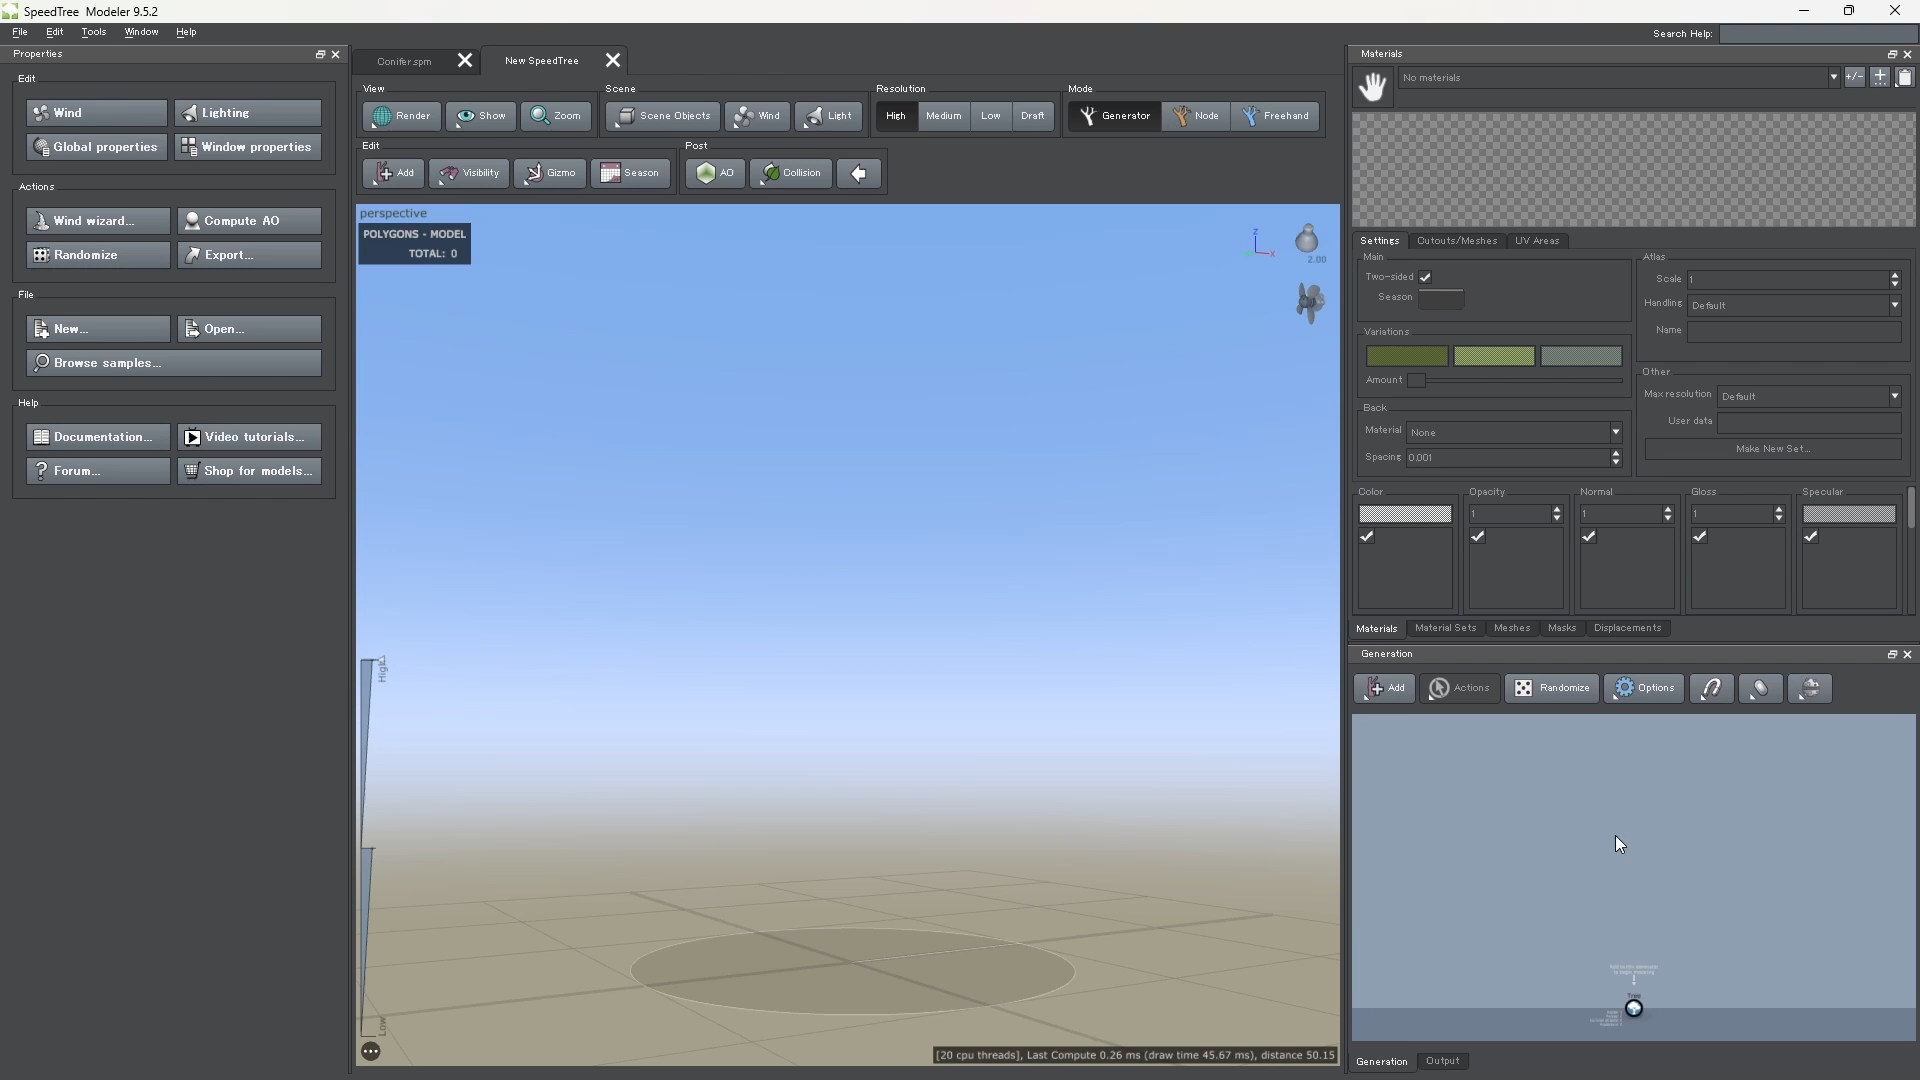 SpeedTree Modeler 9.5.2
File Edit Tools Window Help
Search Help:
Properties
Edit
Wind
Lighting
Global properties
Window properties
Actions
Wind wizard...
Compute AO
Randomize
Export...
File
New...
Open...
Browse samples...
Help
Documentation...
Video tutorials...
Forum...
Shop for models...
Conifer.spm
New SpeedTree
View
Render
Show
Zoom
Scene
Scene Objects
Wind
Light
Resolution
High
Medium
Low
Draft
Mode
Generator
Node
Freehand
Edit
Add
Visibility
Gizmo
Season
Post
AO
Collision
perspective
POLYGONS - MODEL
TOTAL: 0
Z
X
2.00
High
Low
[20 cpu threads], Last Compute 0.26 ms (draw time 45.67 ms), distance 50.15
Materials
No materials
+/-
Settings
Cutouts/Meshes
UV Areas
Main
Two-sided
Season
Variations
Amount
Back
Material None
Spacing 0.001
Atlas
Scale 1
Handling Default
Name
Other
Max resolution Default
User data
Make New Set...
Color
Opacity
1
Normal
1
Gloss
1
Specular
Materials
Material Sets
Meshes
Masks
Displacements
Generation
Add
Actions
Randomize
Options
Tree
Generation
Output